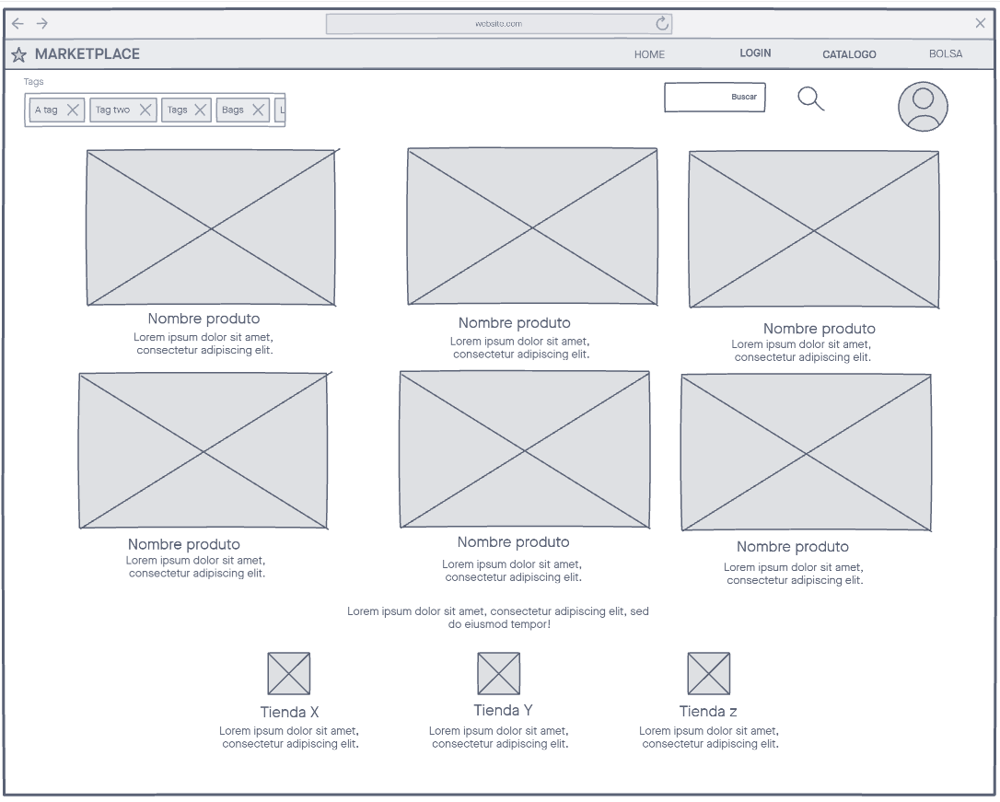 website.com
MARKETPLACE
HOME
LOGIN
CATALOGO
BOLSA
Tags
A tag
Tag two
Tags
Bags
L
Buscar
Nombre produto
Lorem ipsum dolor sit amet,
consectetur adipiscing elit.
Nombre produto
Lorem ipsum dolor sit amet,
consectetur adipiscing elit.
Nombre produto
Lorem ipsum dolor sit amet,
consectetur adipiscing elit.
Nombre produto
Lorem ipsum dolor sit amet,
consectetur adipiscing elit.
Nombre produto
Lorem ipsum dolor sit amet,
consectetur adipiscing elit.
Nombre produto
Lorem ipsum dolor sit amet,
consectetur adipiscing elit.
Lorem ipsum dolor sit amet, consectetur adipiscing elit, sed
do eiusmod tempor!
Tienda X
Lorem ipsum dolor sit amet,
consectetur adipiscing elit.
Tienda Y
Lorem ipsum dolor sit amet,
consectetur adipiscing elit.
Tienda z
Lorem ipsum dolor sit amet,
consectetur adipiscing elit.